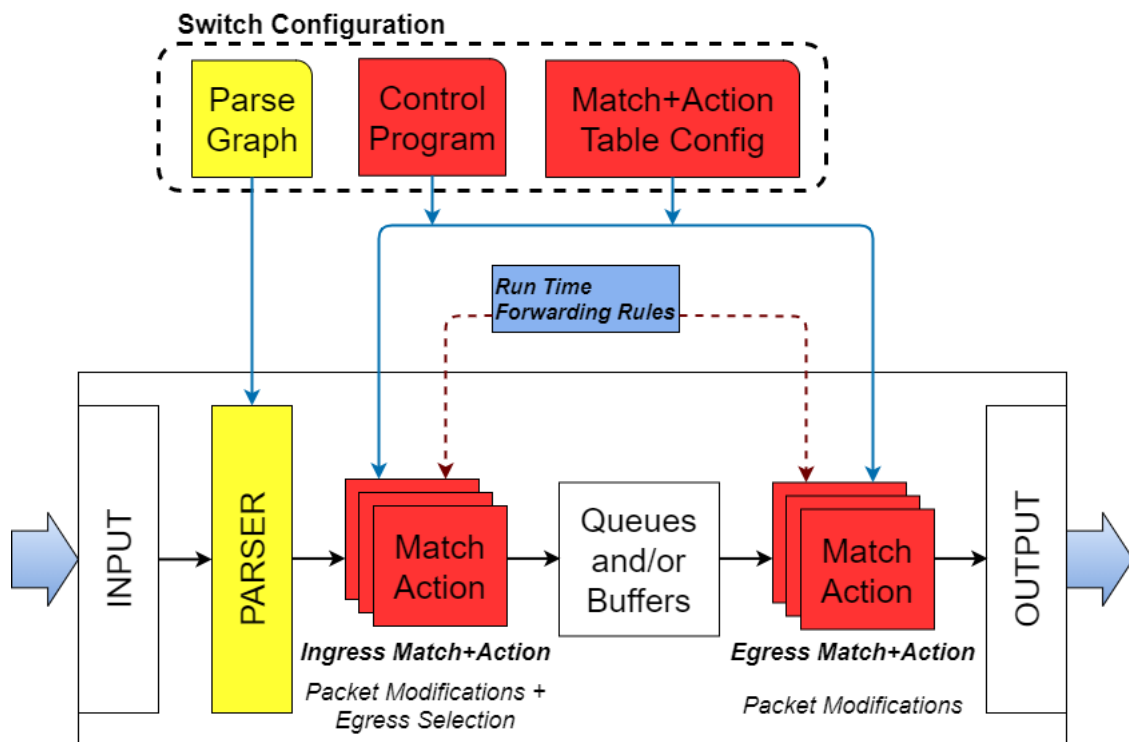 Switch Configuration
Parse
Graph
Control
Program
Match+Action
Table Config
Run Time
Forwarding Rules
INPUT
PARSER
Match
Action
Queues
and/or
Buffers
Match
Action
OUTPUT
Ingress Match+Action
Packet Modifications +
Egress Selection
Egress Match+Action
Packet Modifications